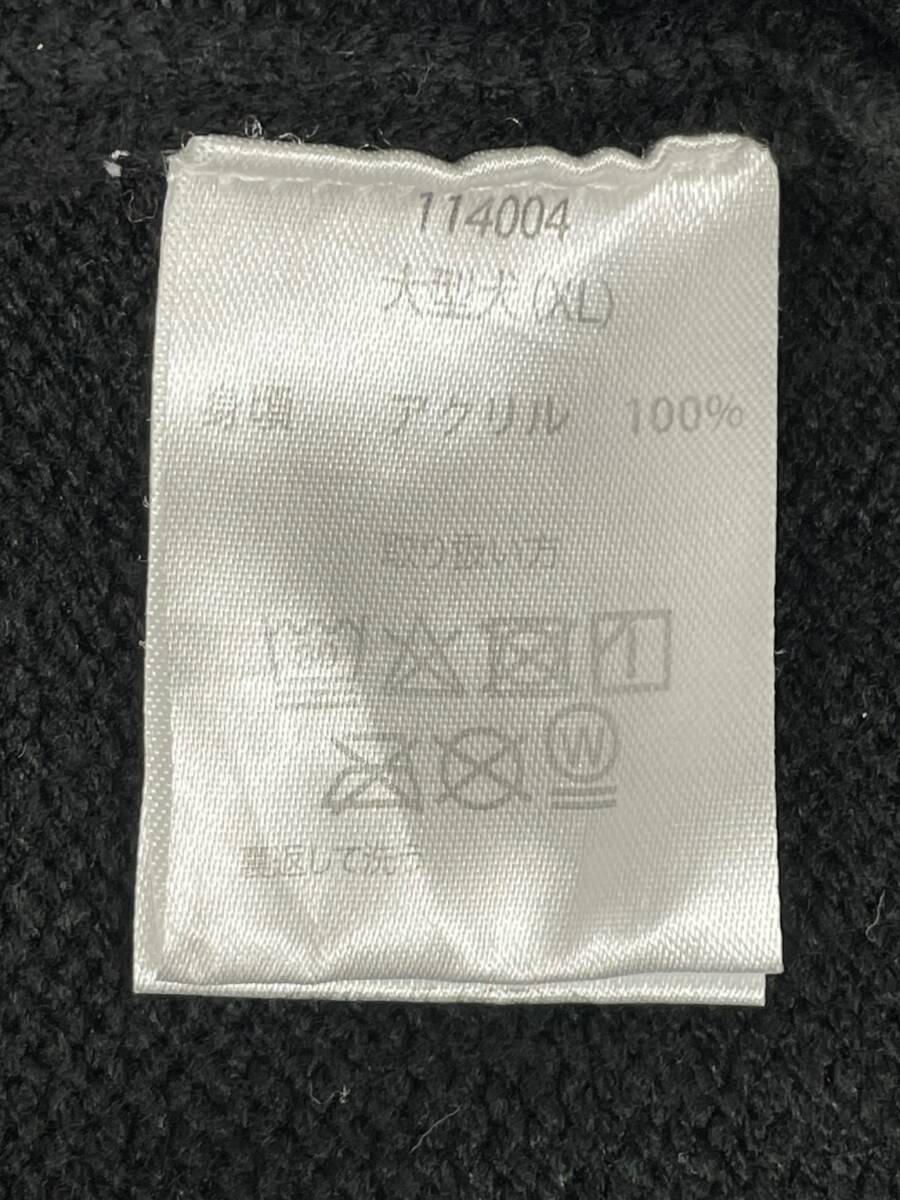 114004
大型犬(XL)
身頃 アクリル 100%
取り扱い方
W
裏返して洗う